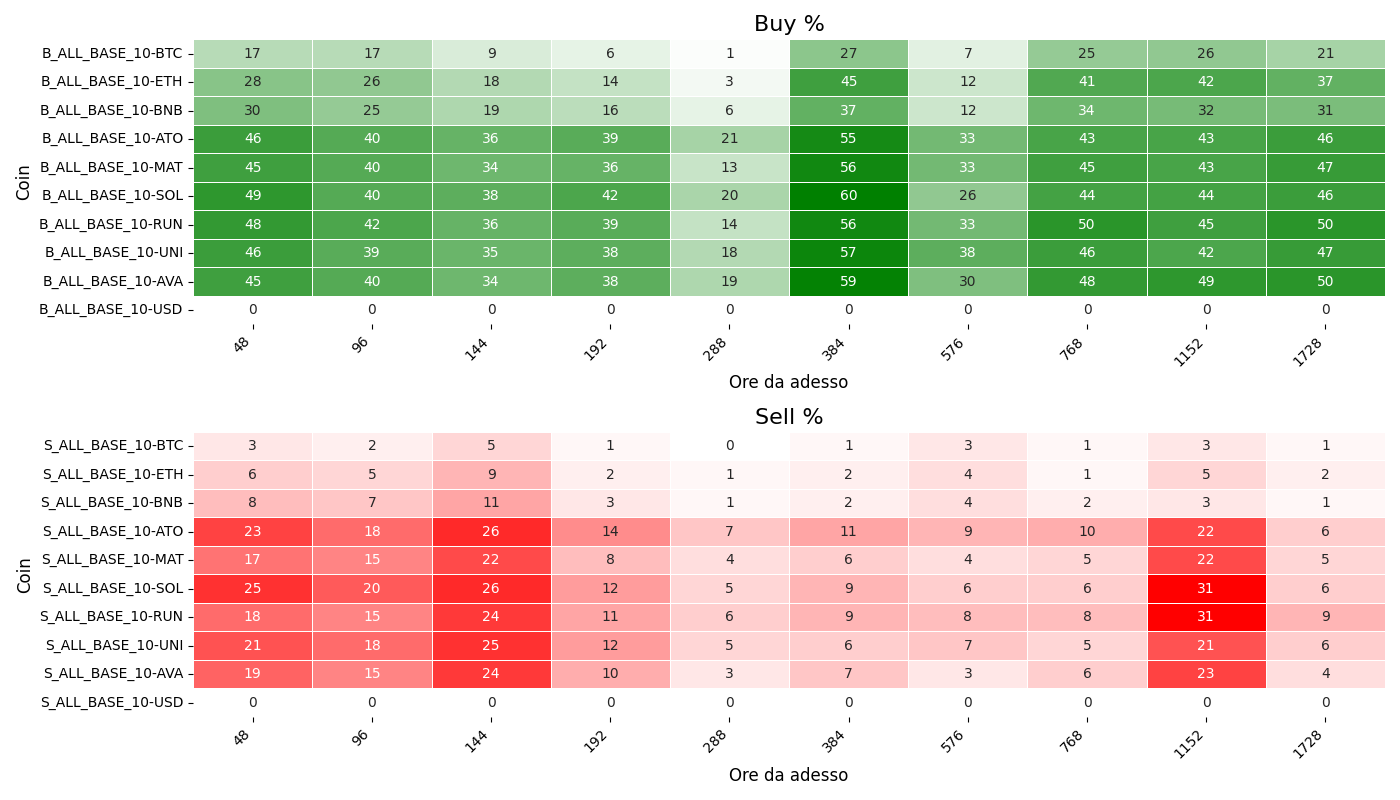 Buy %
Coin
B_ALL_BASE_10-BTC 17 17 9 6 1 27 7 25 26 21
B_ALL_BASE_10-ETH 28 26 18 14 3 45 12 41 42 37
B_ALL_BASE_10-BNB 30 25 19 16 6 37 12 34 32 31
B_ALL_BASE_10-ATO 46 40 36 39 21 55 33 43 43 46
B_ALL_BASE_10-MAT 45 40 34 36 13 56 33 45 43 47
B_ALL_BASE_10-SOL 49 40 38 42 20 60 26 44 44 46
B_ALL_BASE_10-RUN 48 42 36 39 14 56 33 50 45 50
B_ALL_BASE_10-UNI 46 39 35 38 18 57 38 46 42 47
B_ALL_BASE_10-AVA 45 40 34 38 19 59 30 48 49 50
B_ALL_BASE_10-USD 0 0 0 0 0 0 0 0 0 0
48 96 144 192 288 384 576 768 1152 1728
Ore da adesso
Sell %
Coin
S_ALL_BASE_10-BTC 3 2 5 1 0 1 3 1 3 1
S_ALL_BASE_10-ETH 6 5 9 2 1 2 4 1 5 2
S_ALL_BASE_10-BNB 8 7 11 3 1 2 4 2 3 1
S_ALL_BASE_10-ATO 23 18 26 14 7 11 9 10 22 6
S_ALL_BASE_10-MAT 17 15 22 8 4 6 4 5 22 5
S_ALL_BASE_10-SOL 25 20 26 12 5 9 6 6 31 6
S_ALL_BASE_10-RUN 18 15 24 11 6 9 8 8 31 9
S_ALL_BASE_10-UNI 21 18 25 12 5 6 7 5 21 6
S_ALL_BASE_10-AVA 19 15 24 10 3 7 3 6 23 4
S_ALL_BASE_10-USD 0 0 0 0 0 0 0 0 0 0
48 96 144 192 288 384 576 768 1152 1728
Ore da adesso